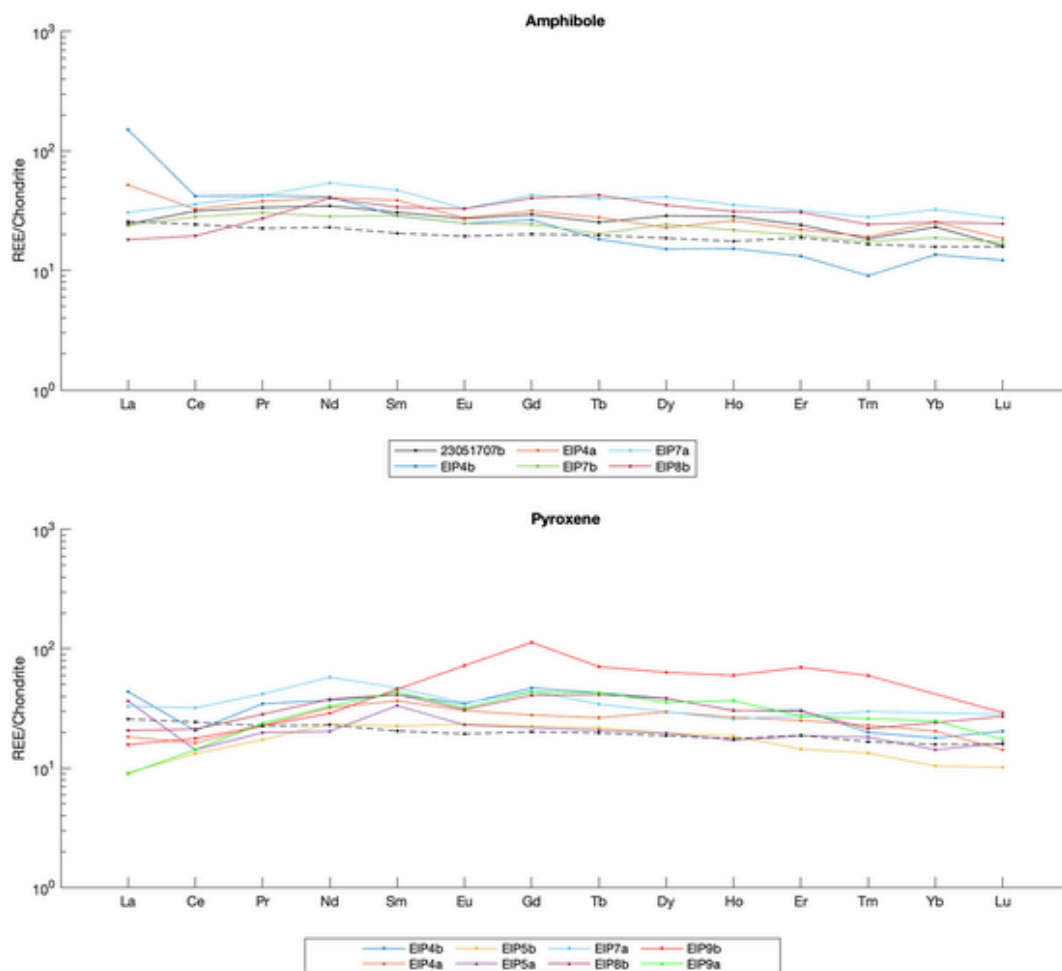 Amphibole
REE/Chondrite
10³
10²
10¹
10⁰
La Ce Pr Nd Sm Eu Gd Tb Dy Ho Er Tm Yb Lu
23051707b EIP4a EIP7a
EIP4b EIP7b EIP8b
Pyroxene
REE/Chondrite
10³
10²
10¹
10⁰
La Ce Pr Nd Sm Eu Gd Tb Dy Ho Er Tm Yb Lu
EIP4b EIP5b EIP7a EIP9b
EIP4a EIP5a EIP8b EIP9a